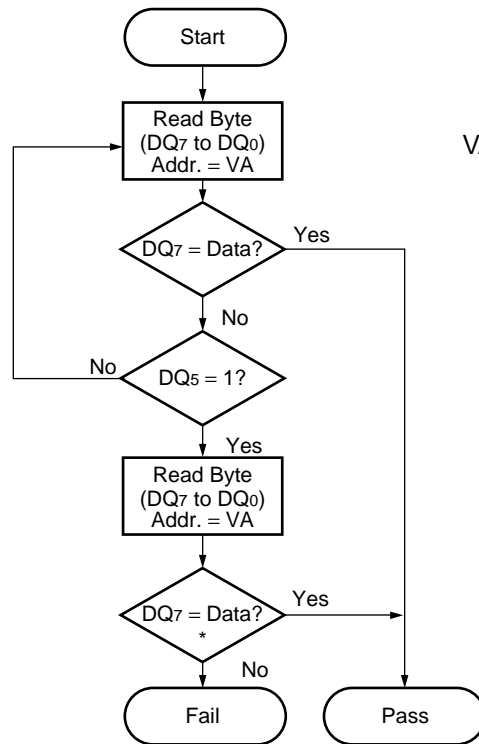 Start
Read Byte
(DQ7 to DQ0)
Addr. = VA
DQ7 = Data?
Yes
No
No
DQ5 = 1?
Yes
Read Byte
(DQ7 to DQ0)
Addr. = VA
DQ7 = Data?
*
Yes
No
Fail
Pass